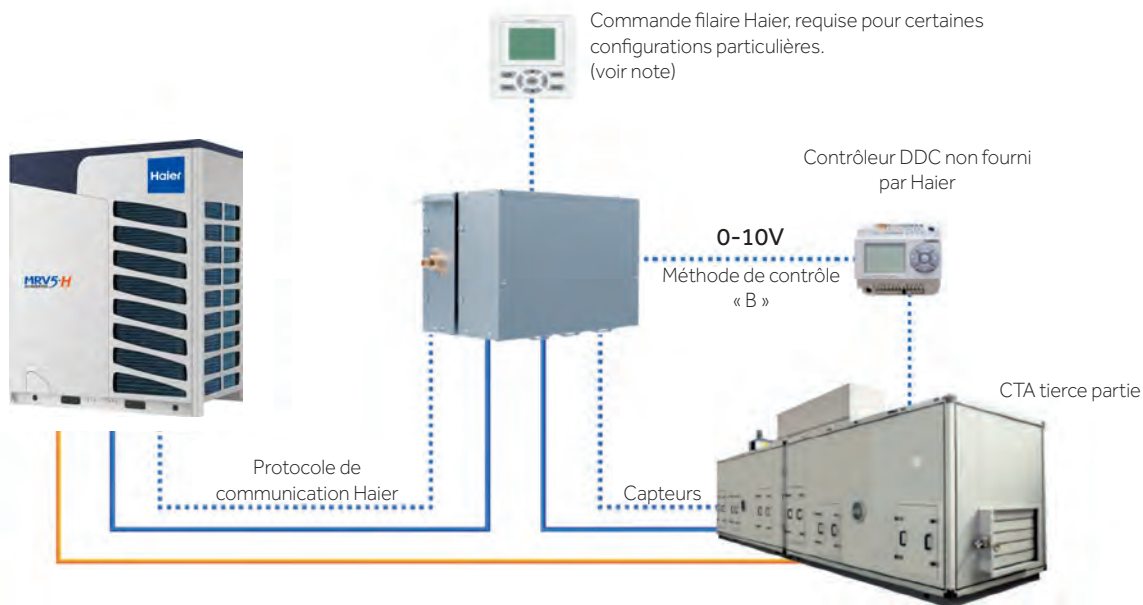 Commande filaire Haier, requise pour certaines
configurations particulières.
(voir note)
Contrôleur DDC non fourni
par Haier
Haier
0-10V
MRV5-H
Méthode de contrôle
« B »
CTA tierce partie
Protocole de
communication Haier
Capteurs